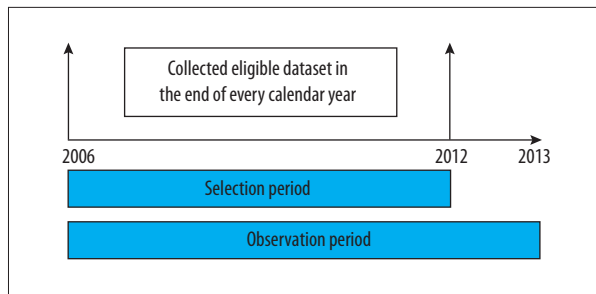 Collected eligible dataset in
the end of every calendar year
2006 2012 2013
Selection period
Observation period